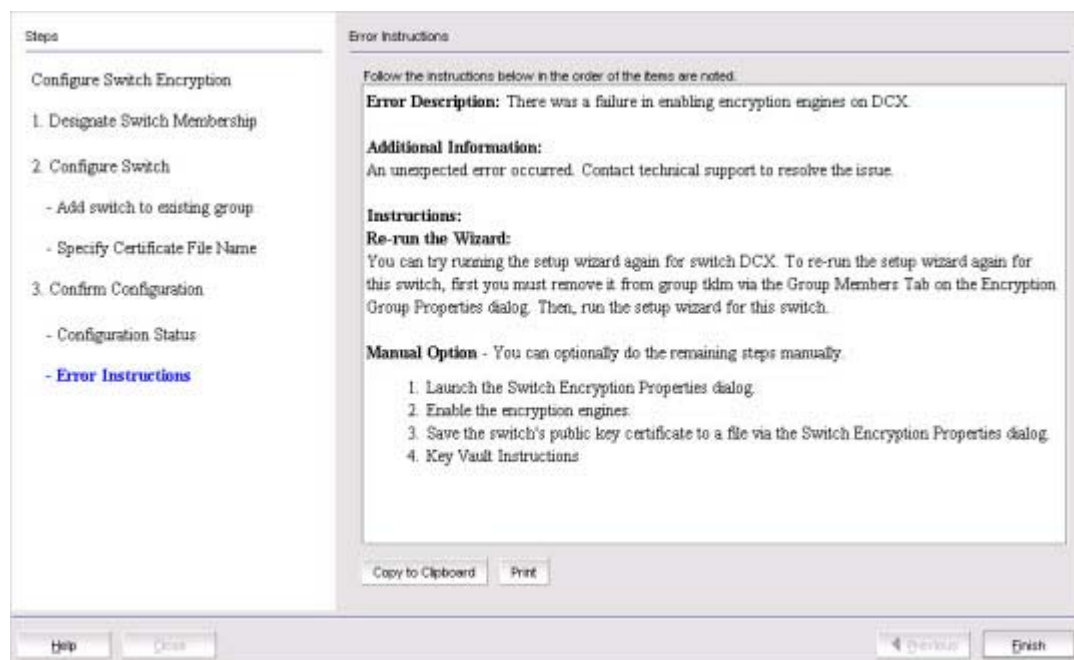 Steps
Configure Switch Encryption
1. Designate Switch Membership
2. Configure Switch
- Add switch to existing group
- Specify Certificate File Name
3. Confirm Configuration
- Configuration Status
- Error Instructions
Error Instructions
Follow the instructions below in the order of the items are noted.
Error Description: There was a failure in enabling encryption engines on DCX.
Additional Information:
An unexpected error occurred. Contact technical support to resolve the issue.
Instructions:
Re-run the Wizard:
You can try running the setup wizard again for switch DCX. To re-run the setup wizard again for
this switch, first you must remove it from group tklm via the Group Members Tab on the Encryption
Group Properties dialog. Then, run the setup wizard for this switch.
Manual Option - You can optionally do the remaining steps manually.
1. Launch the Switch Encryption Properties dialog.
2. Enable the encryption engines.
3. Save the switch's public key certificate to a file via the Switch Encryption Properties dialog.
4. Key Vault Instructions
Copy to Clipboard
Print
Help
Close
Previous
Finish